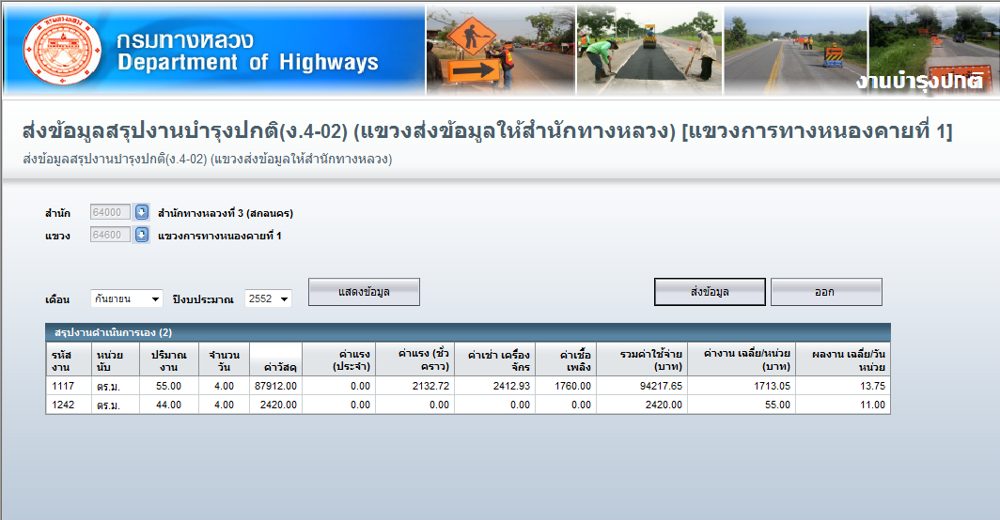 กรมทางหลวง
Department of Highways
งานบำรุงปกติ
ส่งข้อมูลสรุปงานบำรุงปกติ(ง.4-02) (แขวงส่งข้อมูลให้สำนักทางหลวง) [แขวงการทางหนองคายที่ 1]
ส่งข้อมูลสรุปงานบำรุงปกติ(ง.4-02) (แขวงส่งข้อมูลให้สำนักทางหลวง)
สำนัก 64000 สำนักทางหลวงที่ 3 (สกลนคร)
แขวง 64600 แขวงการทางหนองคายที่ 1
เดือน กันยายน ปีงบประมาณ 2552 แสดงข้อมูล ส่งข้อมูล ออก
สรุปงานดำเนินการเอง (2)
รหัสงาน หน่วยนับ ปริมาณงาน จำนวนวัน ค่าวัสดุ ค่าแรง (ประจำ) ค่าแรง (ชั่วคราว) ค่าเช่า เครื่องจักร ค่าเชื้อเพลิง รวมค่าใช้จ่าย (บาท) ค่างาน เฉลี่ย/หน่วย (บาท) ผลงาน เฉลี่ย/วัน หน่วย
1117 ตร.ม. 55.00 4.00 87912.00 0.00 2132.72 2412.93 1760.00 94217.65 1713.05 13.75
1242 ตร.ม. 44.00 4.00 2420.00 0.00 0.00 0.00 0.00 2420.00 55.00 11.00